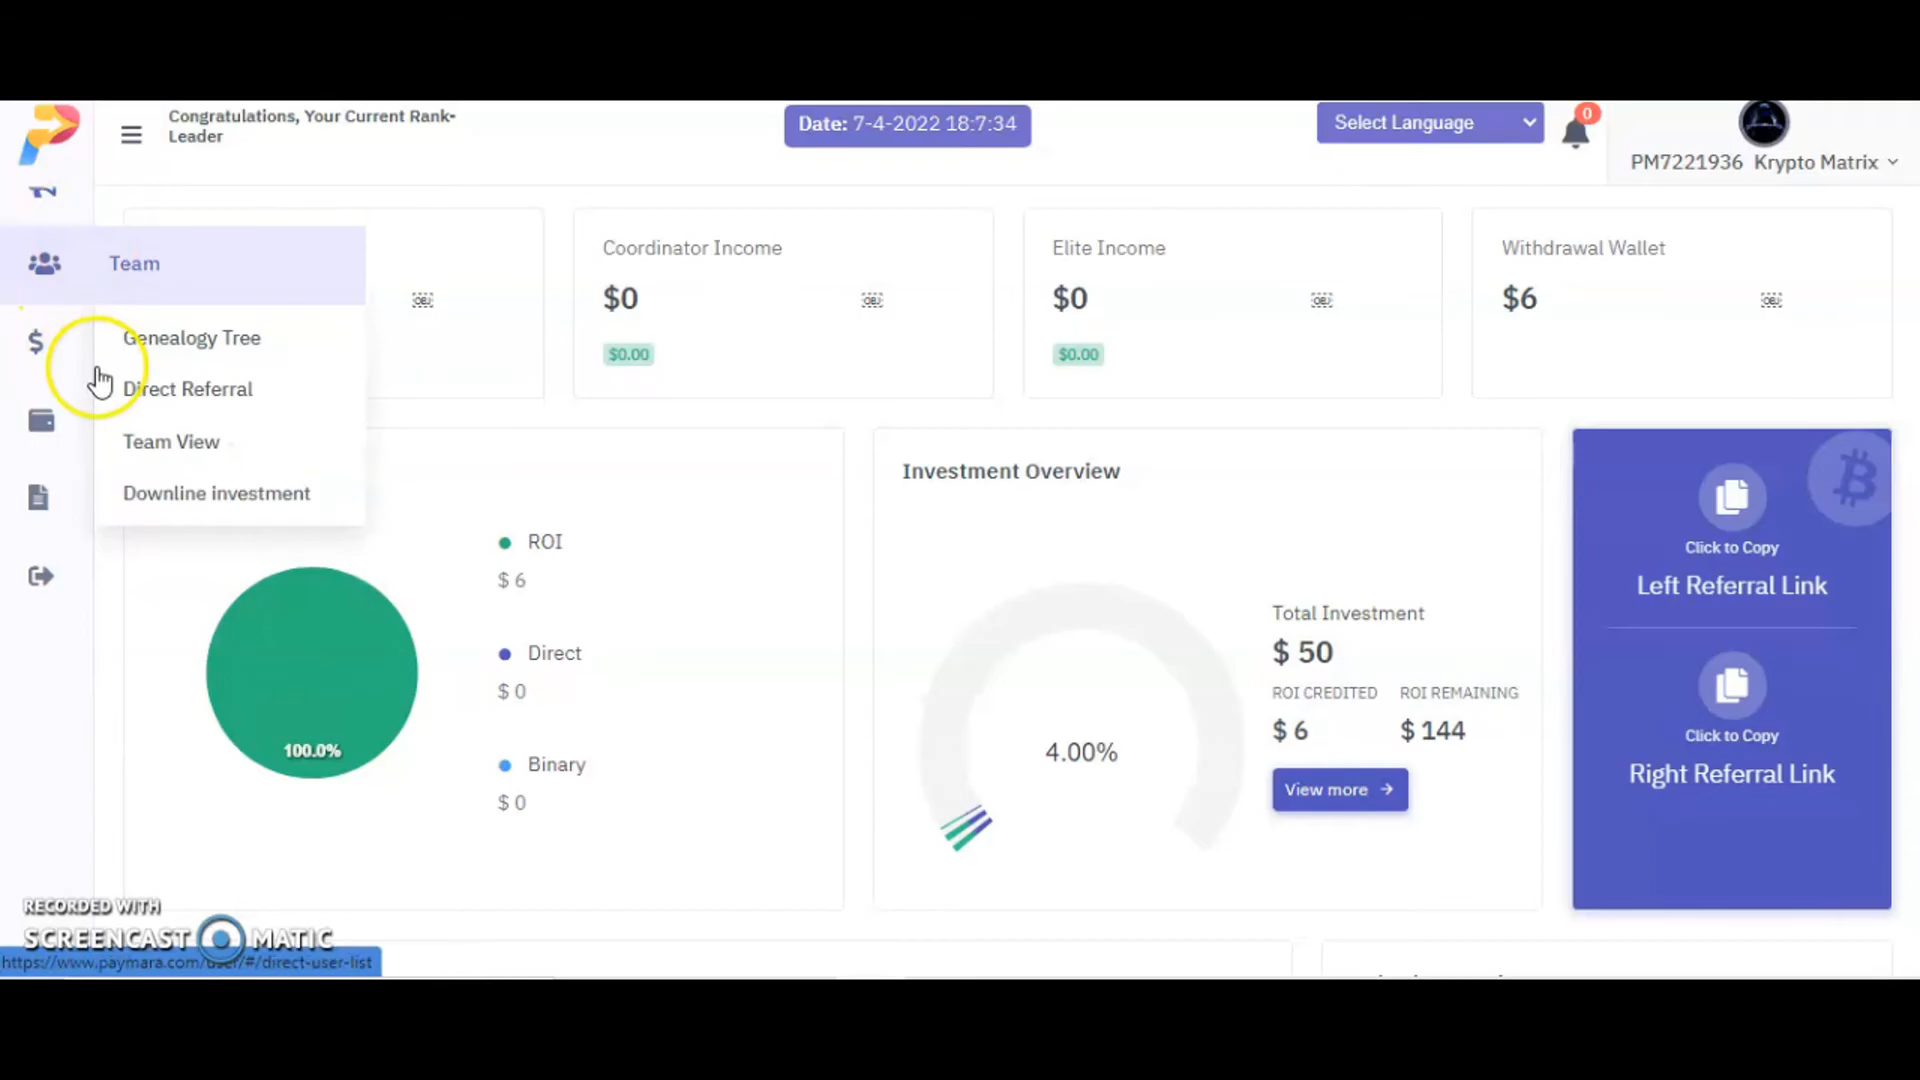 Congratulations, Your Current Rank-
Leader
Date: 7-4-2022 18:7:34
Select Language
0
PM7221936 Krypto Matrix
Team
Genealogy Tree
Direct Referral
Team View
Downline investment
Coordinator Income
$0
OBJ
$0.00
Elite Income
$0
OBJ
$0.00
Withdrawal Wallet
$6
OBJ
OBJ
ROI
$ 6
Direct
$ 0
Binary
$ 0
100.0%
Investment Overview
4.00%
Total Investment
$ 50
ROI CREDITED
$ 6
ROI REMAINING
$ 144
View more
Click to Copy
Left Referral Link
Click to Copy
Right Referral Link
RECORDED WITH
SCREENCAST MATIC
https://www.paymara.com/user/#/direct-user-list